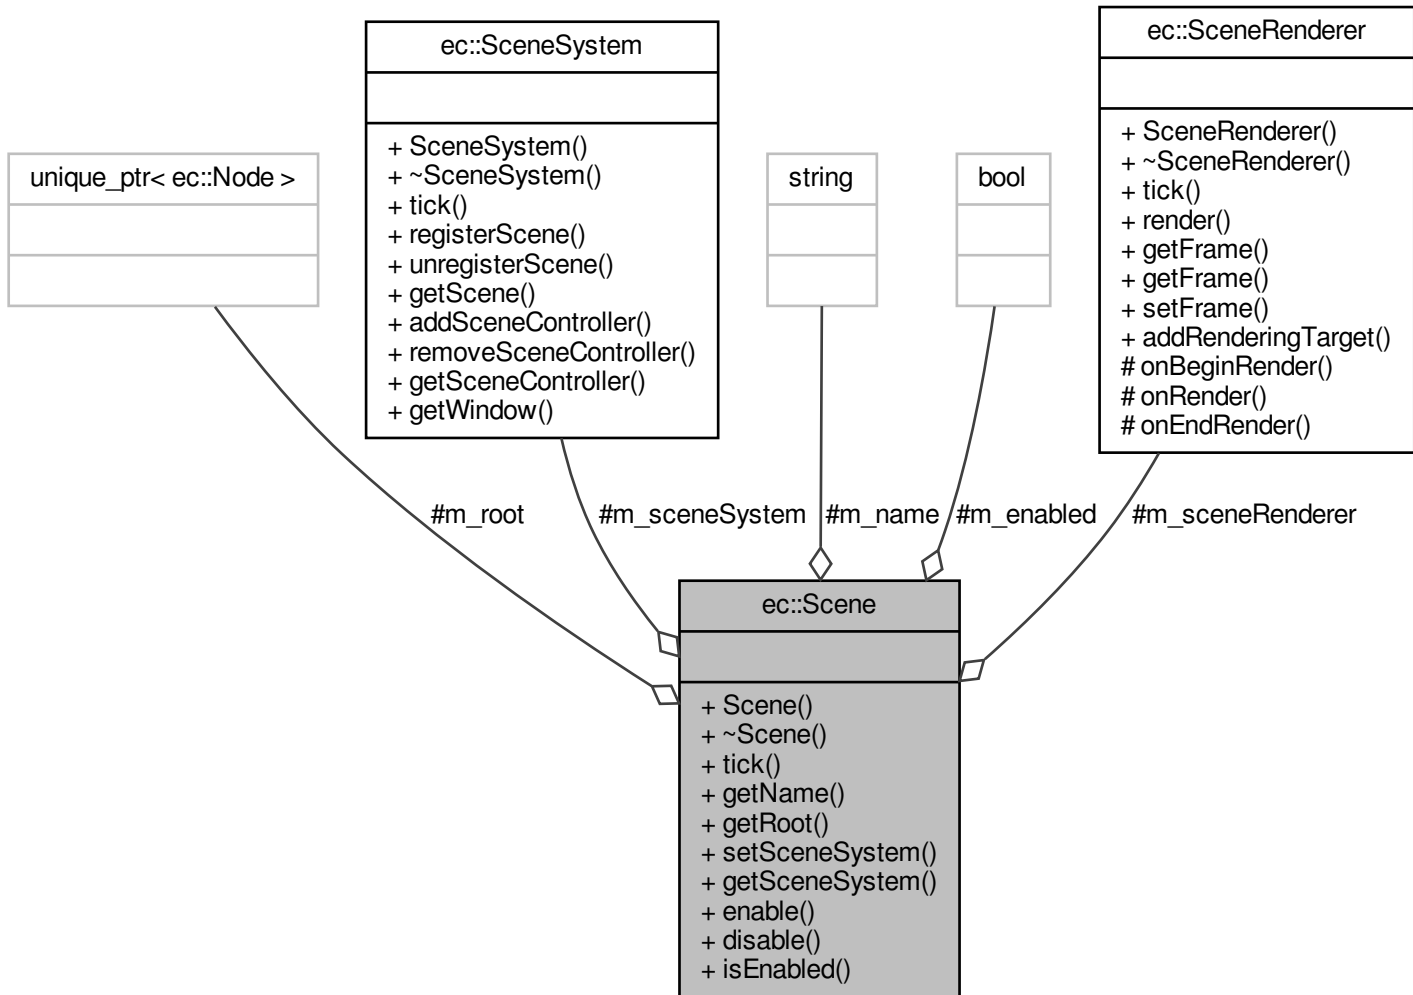 ec::SceneSystem
+ SceneSystem()
+ ~SceneSystem()
+ tick()
+ registerScene()
+ unregisterScene()
+ getScene()
+ addSceneController()
+ removeSceneController()
+ getSceneController()
+ getWindow()
ec::SceneRenderer
+ SceneRenderer()
+ ~SceneRenderer()
+ tick()
+ render()
+ getFrame()
+ getFrame()
+ setFrame()
+ addRenderingTarget()
# onBeginRender()
# onRender()
# onEndRender()
unique_ptr< ec::Node >
string
bool
#m_root
#m_sceneSystem
#m_name
#m_enabled
#m_sceneRenderer
ec::Scene
+ Scene()
+ ~Scene()
+ tick()
+ getName()
+ getRoot()
+ setSceneSystem()
+ getSceneSystem()
+ enable()
+ disable()
+ isEnabled()